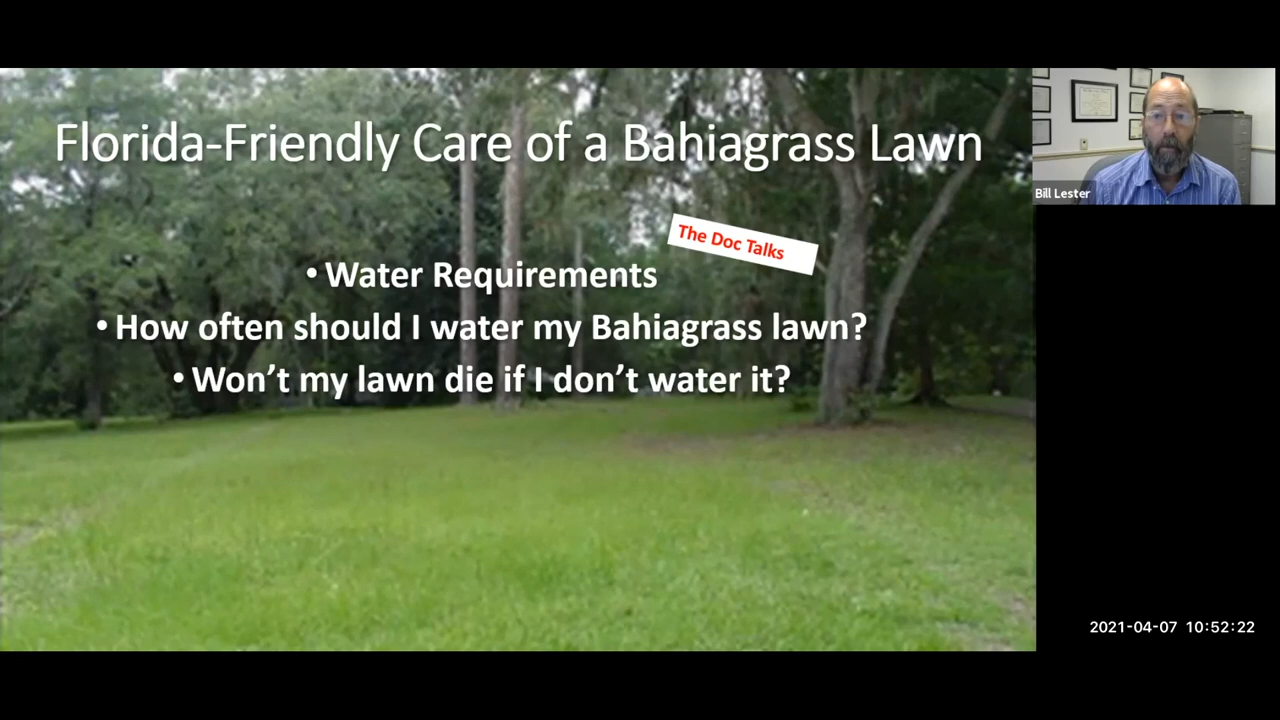 Florida-Friendly Care of a Bahiagrass Lawn
Bill Lester
The Doc Talks
• Water Requirements
• How often should I water my Bahiagrass lawn?
• Won't my lawn die if I don't water it?
2021-04-07 10:52:22